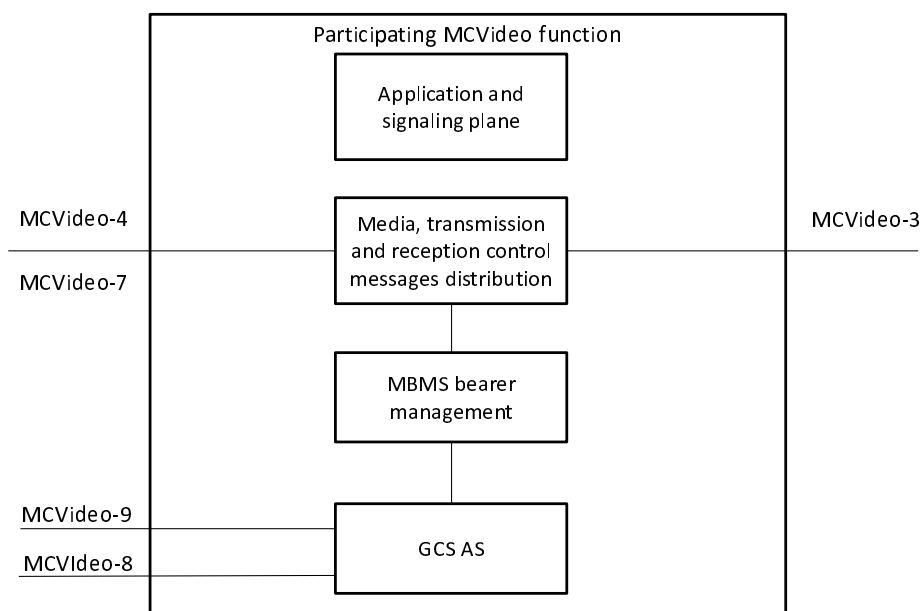 Participating MCVideo function
Application and
signaling plane
MCVideo-4
Media, transmission
and reception control
messages distribution
MCVideo-3
MCVideo-7
MBMS bearer
management
MCVideo-9
GCS AS
MCVIdeo-8